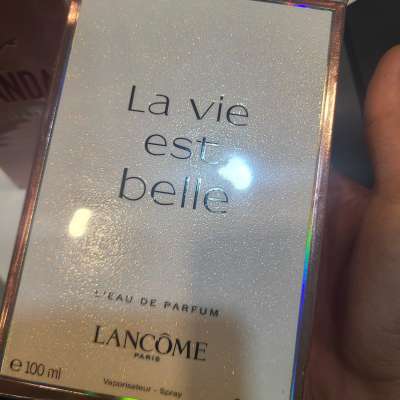 La vie
est
belle
L'EAU DE PARFUM
LANCÔME
PARIS
℮ 100 ml
Vaporisateur - Spray